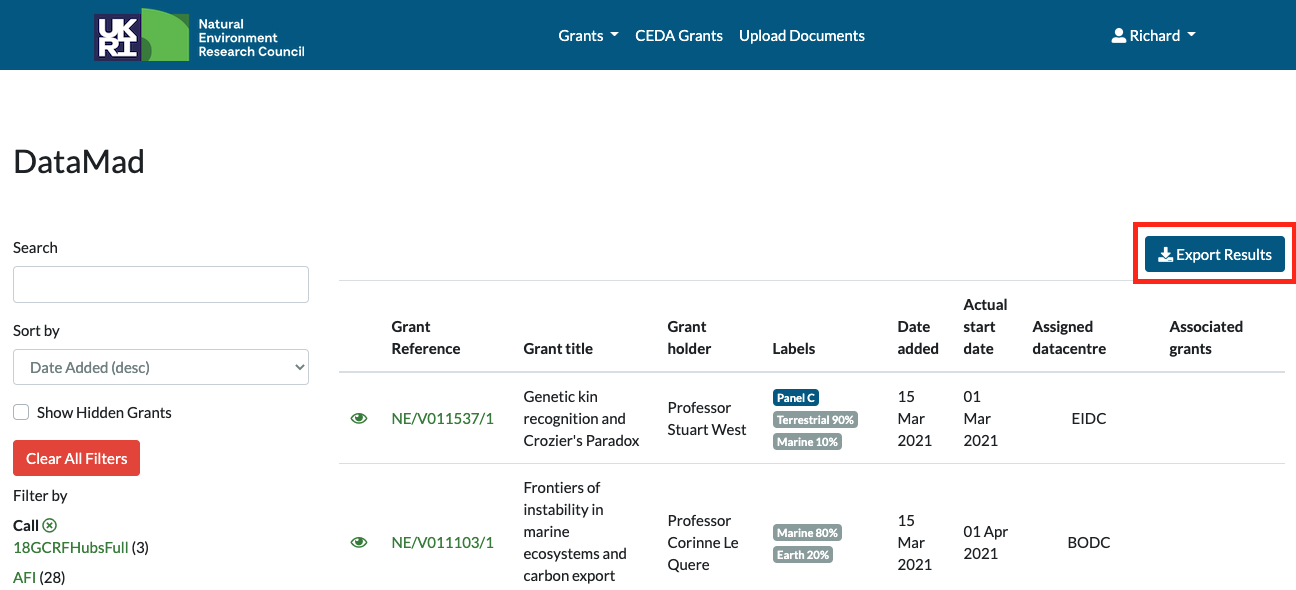 UK
RI
Natural
Environment
Research Council
Grants
CEDA Grants
Upload Documents
Richard
DataMad
Search
Sort by
Date Added (desc)
Show Hidden Grants
Clear All Filters
Filter by
Call
18GCRFHubsFull (3)
AFI (28)
Export Results
Grant
Reference
Grant title
Grant
holder
Labels
Date
added
Actual
start
date
Assigned
datacentre
Associated
grants
NE/V011537/1
Genetic kin
recognition and
Crozier's Paradox
Professor
Stuart West
Panel C
Terrestrial 90%
Marine 10%
15
Mar
2021
01
Mar
2021
EIDC
NE/V011103/1
Frontiers of
instability in
marine
ecosystems and
carbon export
Professor
Corinne Le
Quere
Marine 80%
Earth 20%
15
Mar
2021
01 Apr
2021
BODC